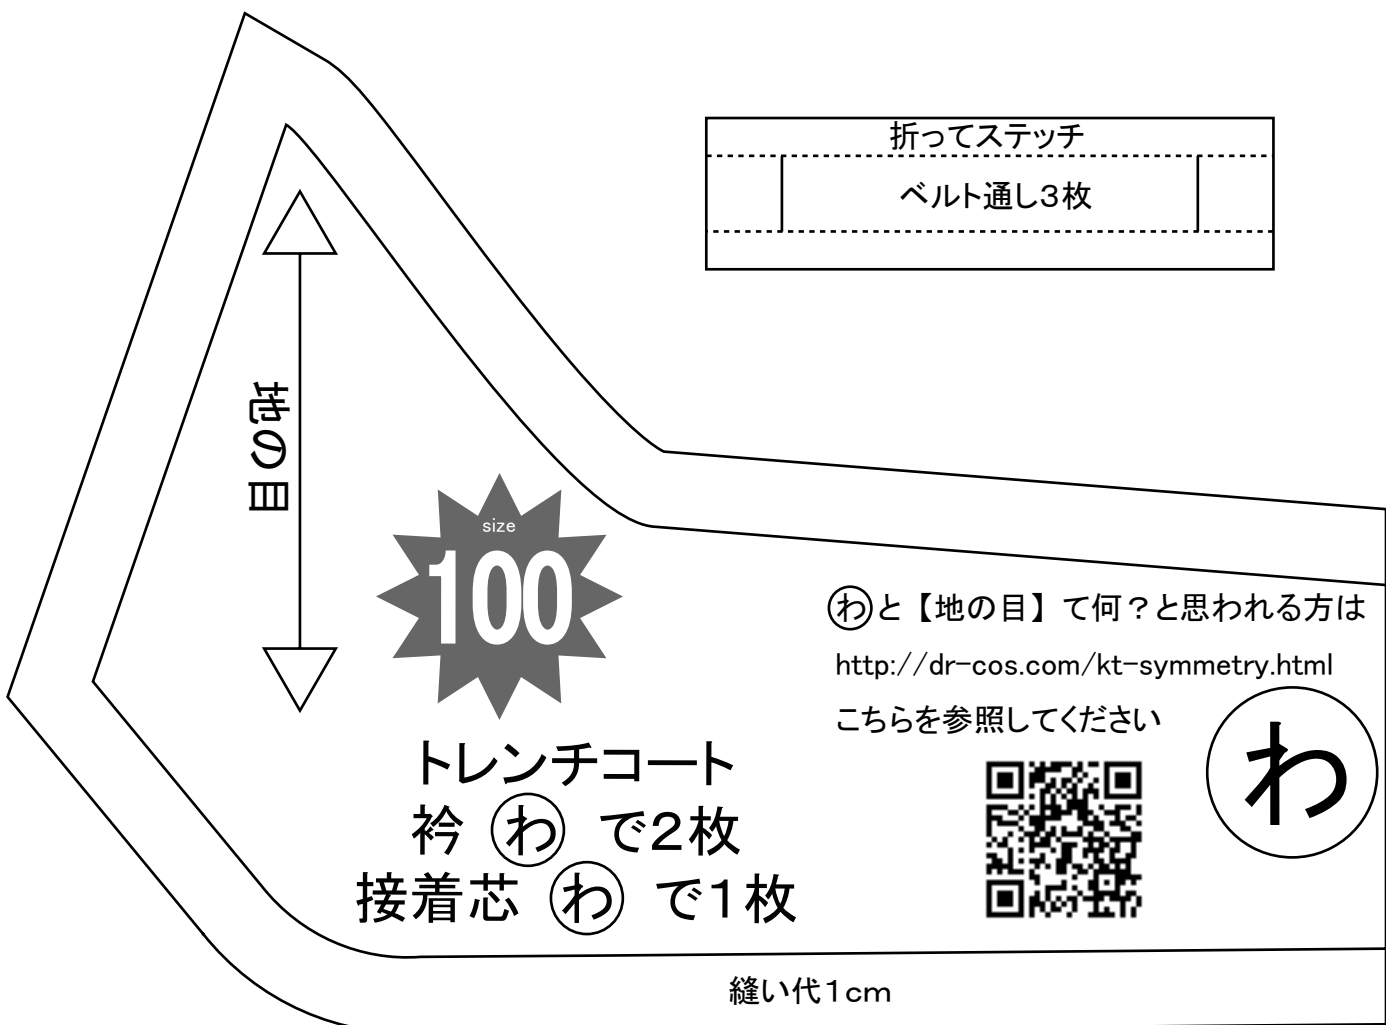 折ってステッチ
ベルト通し３枚
地の目
size
100
わと【地の目】て何？と思われる方は
http://dr-cos.com/kt-symmetry.html
こちらを参照してください
わ
トレンチコート
衿 わ で２枚
接着芯 わ で１枚
縫い代１cm